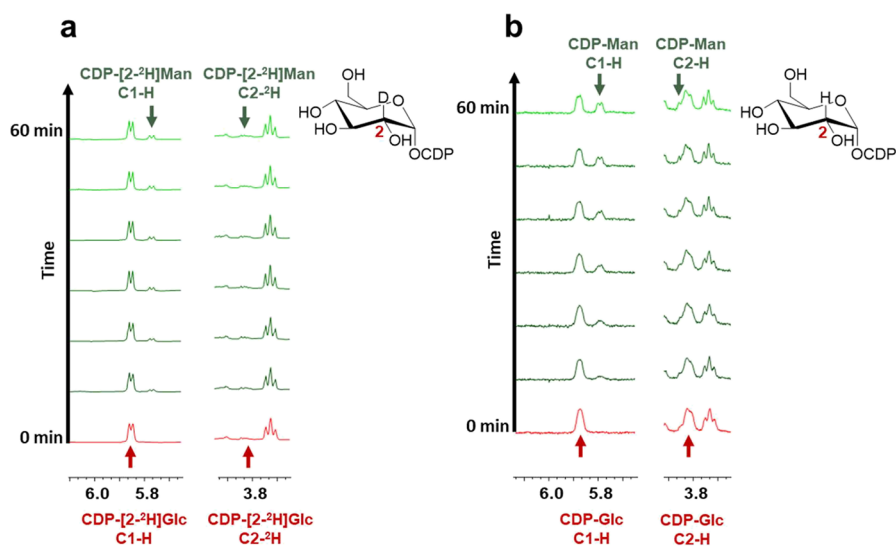 a
CDP-[2-²H]Man
C1-H
CDP-[2-²H]Man
C2-²H
OH
D
HO
O
HO
2
OH
OCDP
60 min
Time
0 min
6.0
5.8
3.8
CDP-[2-²H]Glc
C1-H
CDP-[2-²H]Glc
C2-²H
b
CDP-Man
C1-H
CDP-Man
C2-H
OH
H
HO
O
HO
2
OH
OCDP
60 min
Time
0 min
6.0
5.8
3.8
CDP-Glc
C1-H
CDP-Glc
C2-H